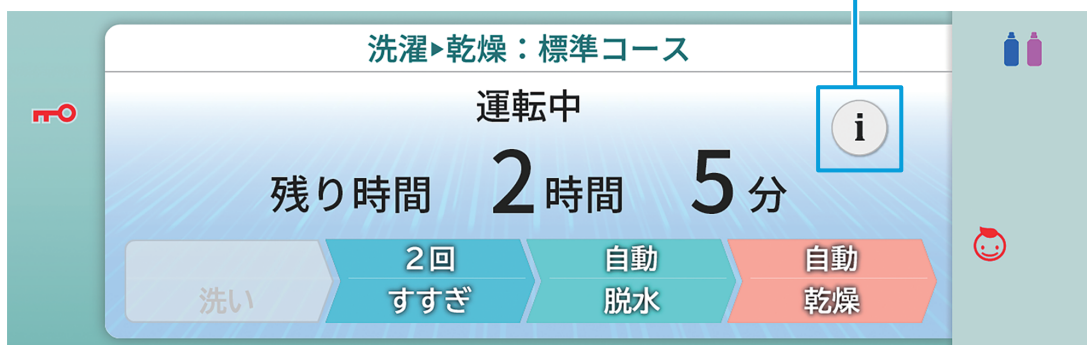 洗濯▶乾燥：標準コース
運転中
i
残り時間 2時間 5分
洗い
2回
すすぎ
自動
脱水
自動
乾燥